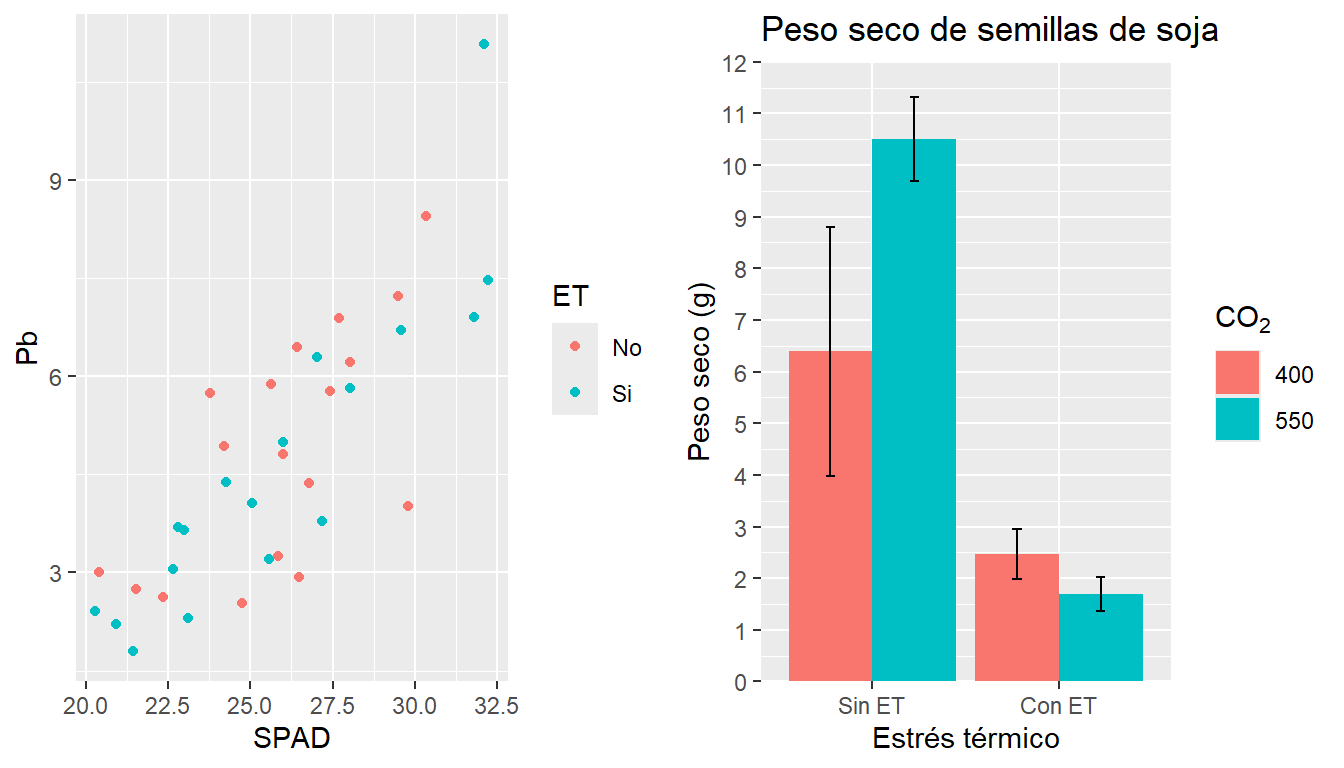 Pb
9
6
3
20.0 22.5 25.0 27.5 30.0 32.5
SPAD
ET
No
Si
Peso seco de semillas de soja
Peso seco (g)
12
11
10
9
8
7
6
5
4
3
2
1
0
Sin ET Con ET
Estrés térmico
CO₂
400
550